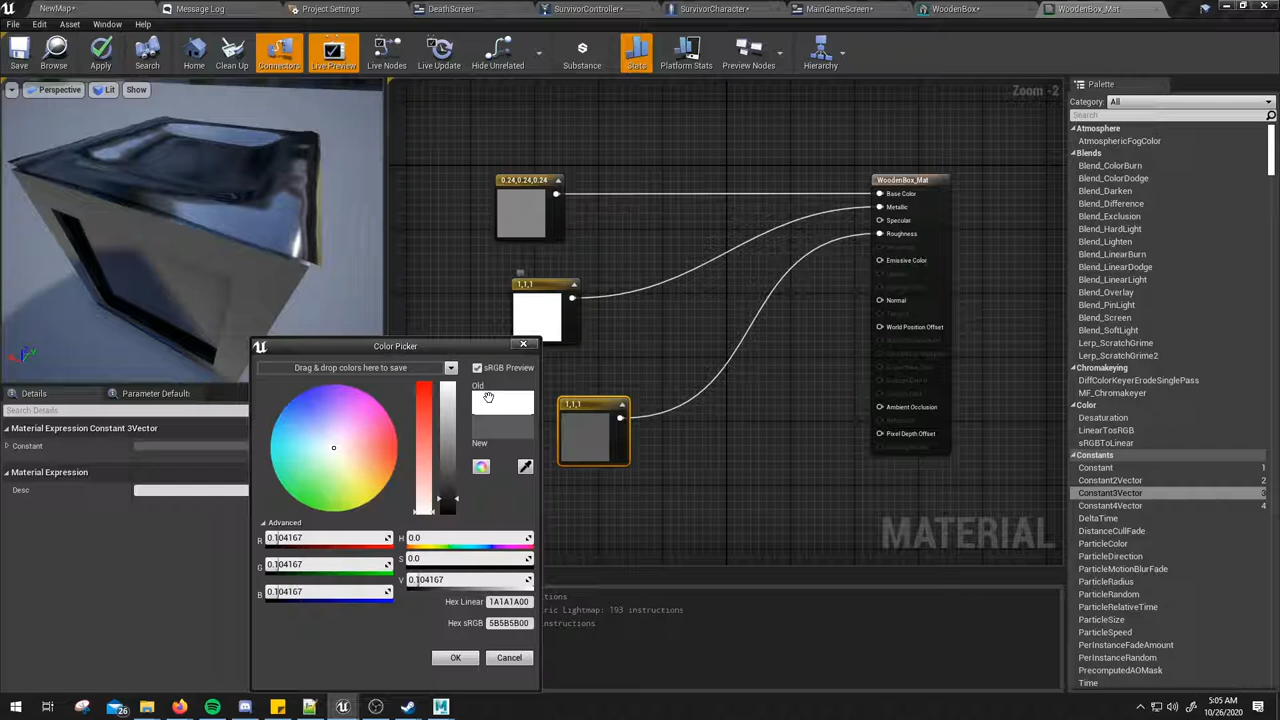 NewMap*
Message Log
Project Settings
DeathScreen
SurvivorController*
SurvivorCharacter*
MainGameScreen*
WoodenBox*
WoodenBox_Mat
File
Edit
Asset
Window
Help
Save
Browse
Apply
Search
Home
Clean Up
Connectors
Live Preview
Live Nodes
Live Update
Hide Unrelated
Substance
Stats
Platform Stats
Preview Nodes
Hierarchy
Perspective
Lit
Show
Zoom -2
0.24,0.24,0.24
1,1,1
1,1,1
WoodenBox_Mat
Base Color
Metallic
Specular
Roughness
Emissive Color
Normal
World Position Offset
Ambient Occlusion
Pixel Depth Offset
MATERIAL
Details
Parameter Default:
Search Details
Material Expression Constant 3Vector
Constant
Material Expression
Desc
Color Picker
Drag & drop colors here to save
sRGB Preview
Old
New
Advanced
R 0.104167
G 0.104167
B 0.104167
H 0.0
S 0.0
V 0.104167
Hex Linear 1A1A1A00
Hex sRGB 5B5B5B00
OK
Cancel
ctions
ric Lightmap: 193 instructions
nstructions
Palette
Category: All
Search
Atmosphere
AtmosphericFogColor
Blends
Blend_ColorBurn
Blend_ColorDodge
Blend_Darken
Blend_Difference
Blend_Exclusion
Blend_HardLight
Blend_Lighten
Blend_LinearBurn
Blend_LinearDodge
Blend_LinearLight
Blend_Overlay
Blend_PinLight
Blend_Screen
Blend_SoftLight
Lerp_ScratchGrime
Lerp_ScratchGrime2
Chromakeying
DiffColorKeyerErodeSinglePass
MF_Chromakeyer
Color
Desaturation
LinearTosRGB
sRGBToLinear
Constants
Constant 1
Constant2Vector 2
Constant3Vector 3
Constant4Vector 4
DeltaTime
DistanceCullFade
ParticleColor
ParticleDirection
ParticleMotionBlurFade
ParticleRadius
ParticleRandom
ParticleRelativeTime
ParticleSize
ParticleSpeed
PerInstanceFadeAmount
PerInstanceRandom
PrecomputedAOMask
Time
26
5:05 AM
10/26/2020